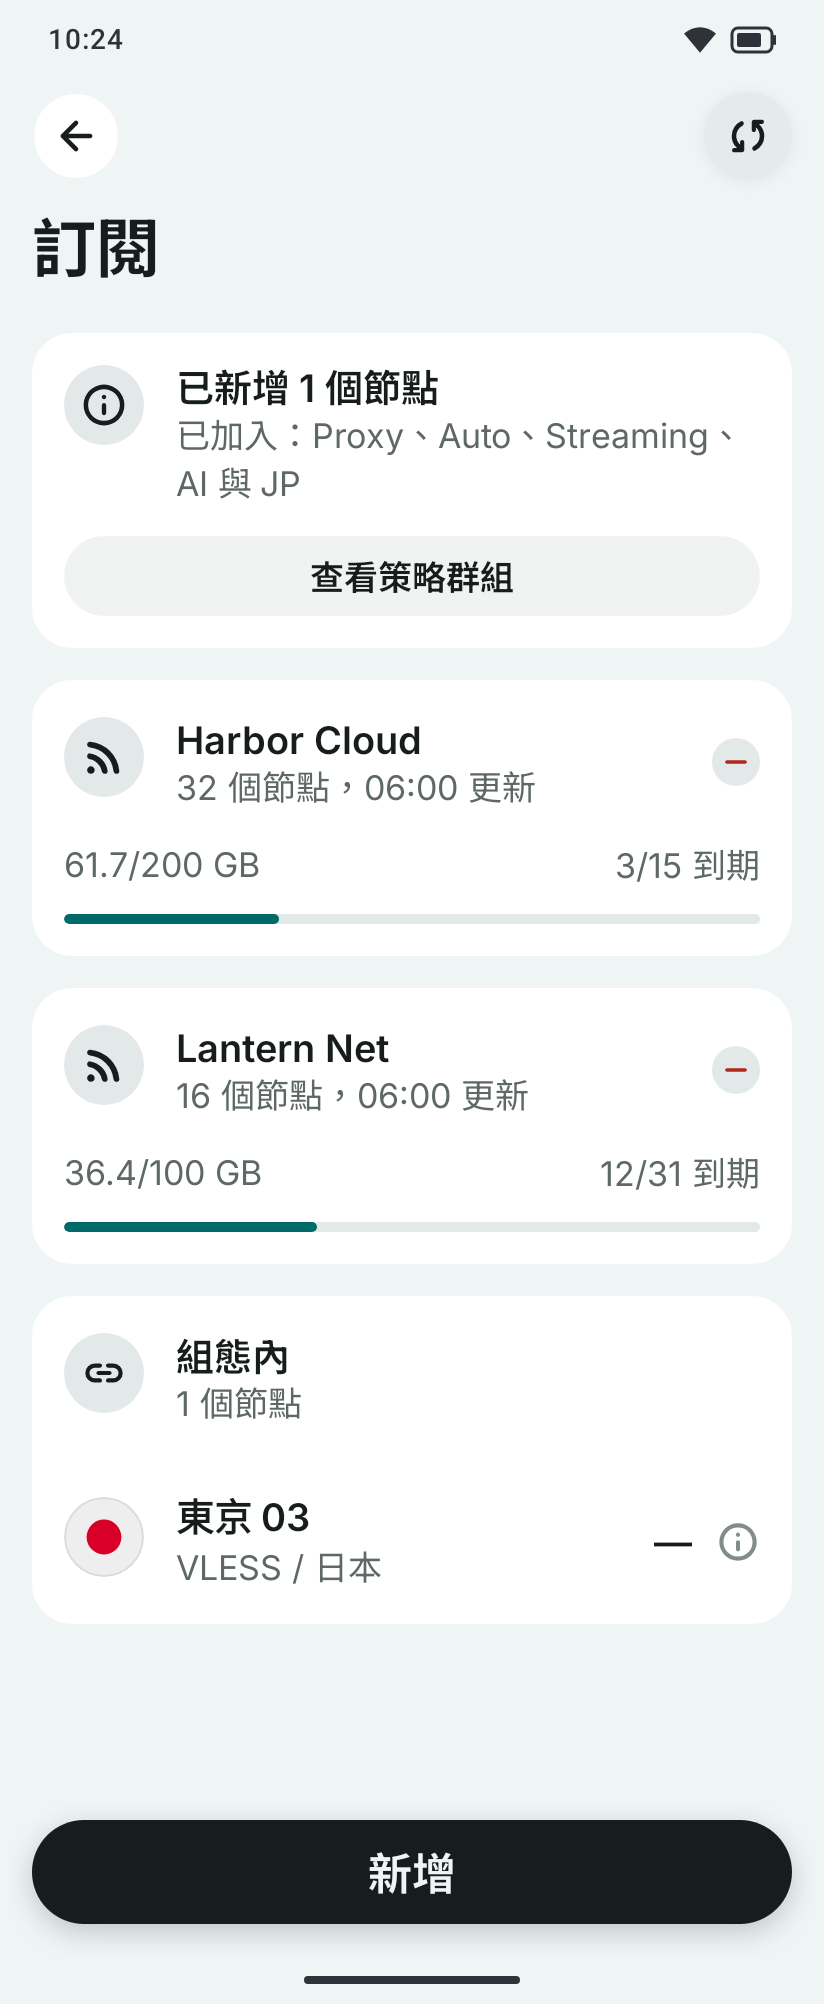 10:24
訂閱
已新增 1 個節點
已加入：Proxy、Auto、Streaming、
AI 與 JP
查看策略群組
Harbor Cloud
32 個節點，06:00 更新
61.7/200 GB
3/15 到期
Lantern Net
16 個節點，06:00 更新
36.4/100 GB
12/31 到期
組態內
1 個節點
東京 03
VLESS / 日本
—
新增